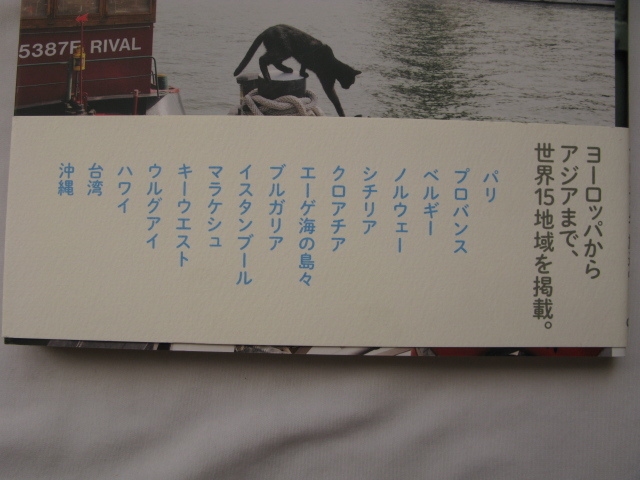 5387F RIVAL
ヨーロッパから
アジアまで、
世界15地域を掲載。
パリ
プロバンス
ベルギー
ノルウェー
シチリア
クロアチア
エーゲ海の島々
ブルガリア
イスタンブール
マラケシュ
キーウエスト
ウルグアイ
ハワイ
台湾
沖縄